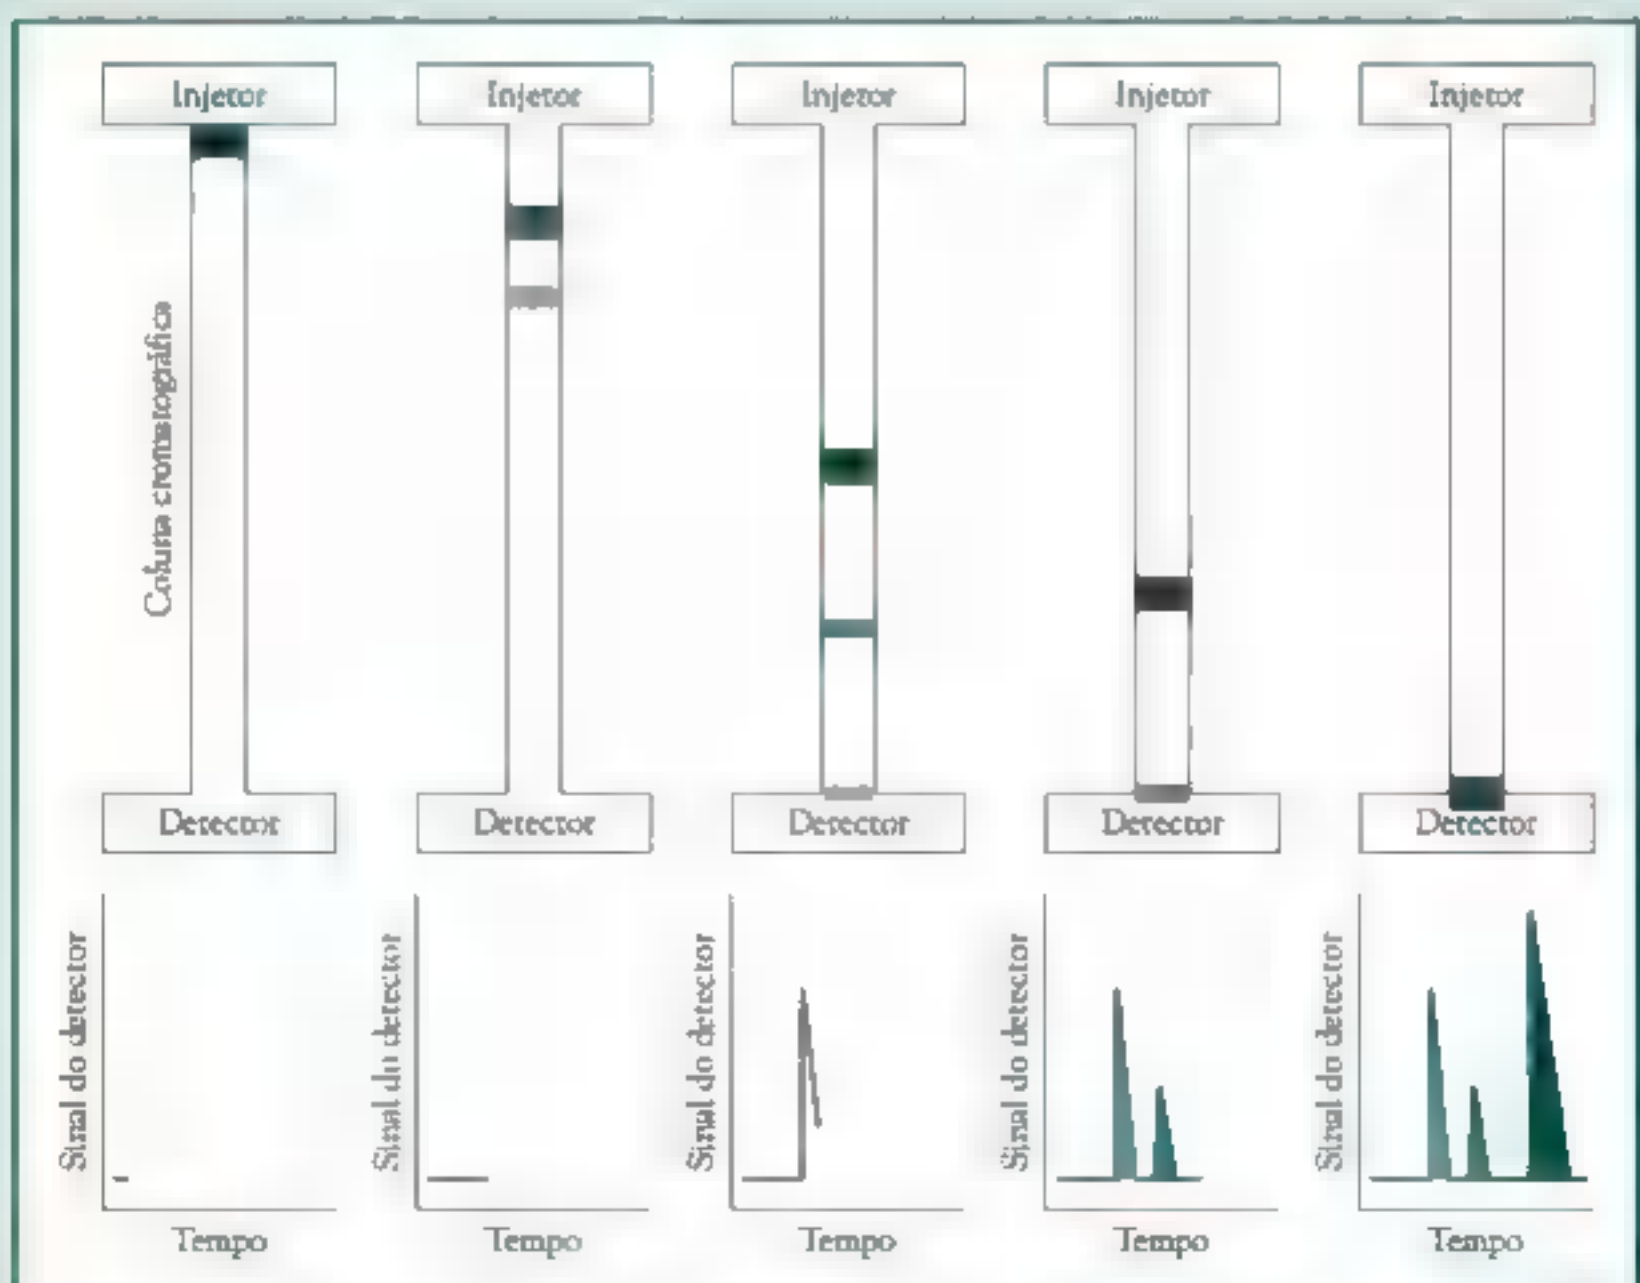 Injetor
Injetor
Injetor
Injetor
Injetor
Coluna cromatográfica
Detector
Detector
Detector
Detector
Detector
Sinal do detector
Sinal do detector
Sinal do detector
Sinal do detector
Sinal do detector
Tempo
Tempo
Tempo
Tempo
Tempo